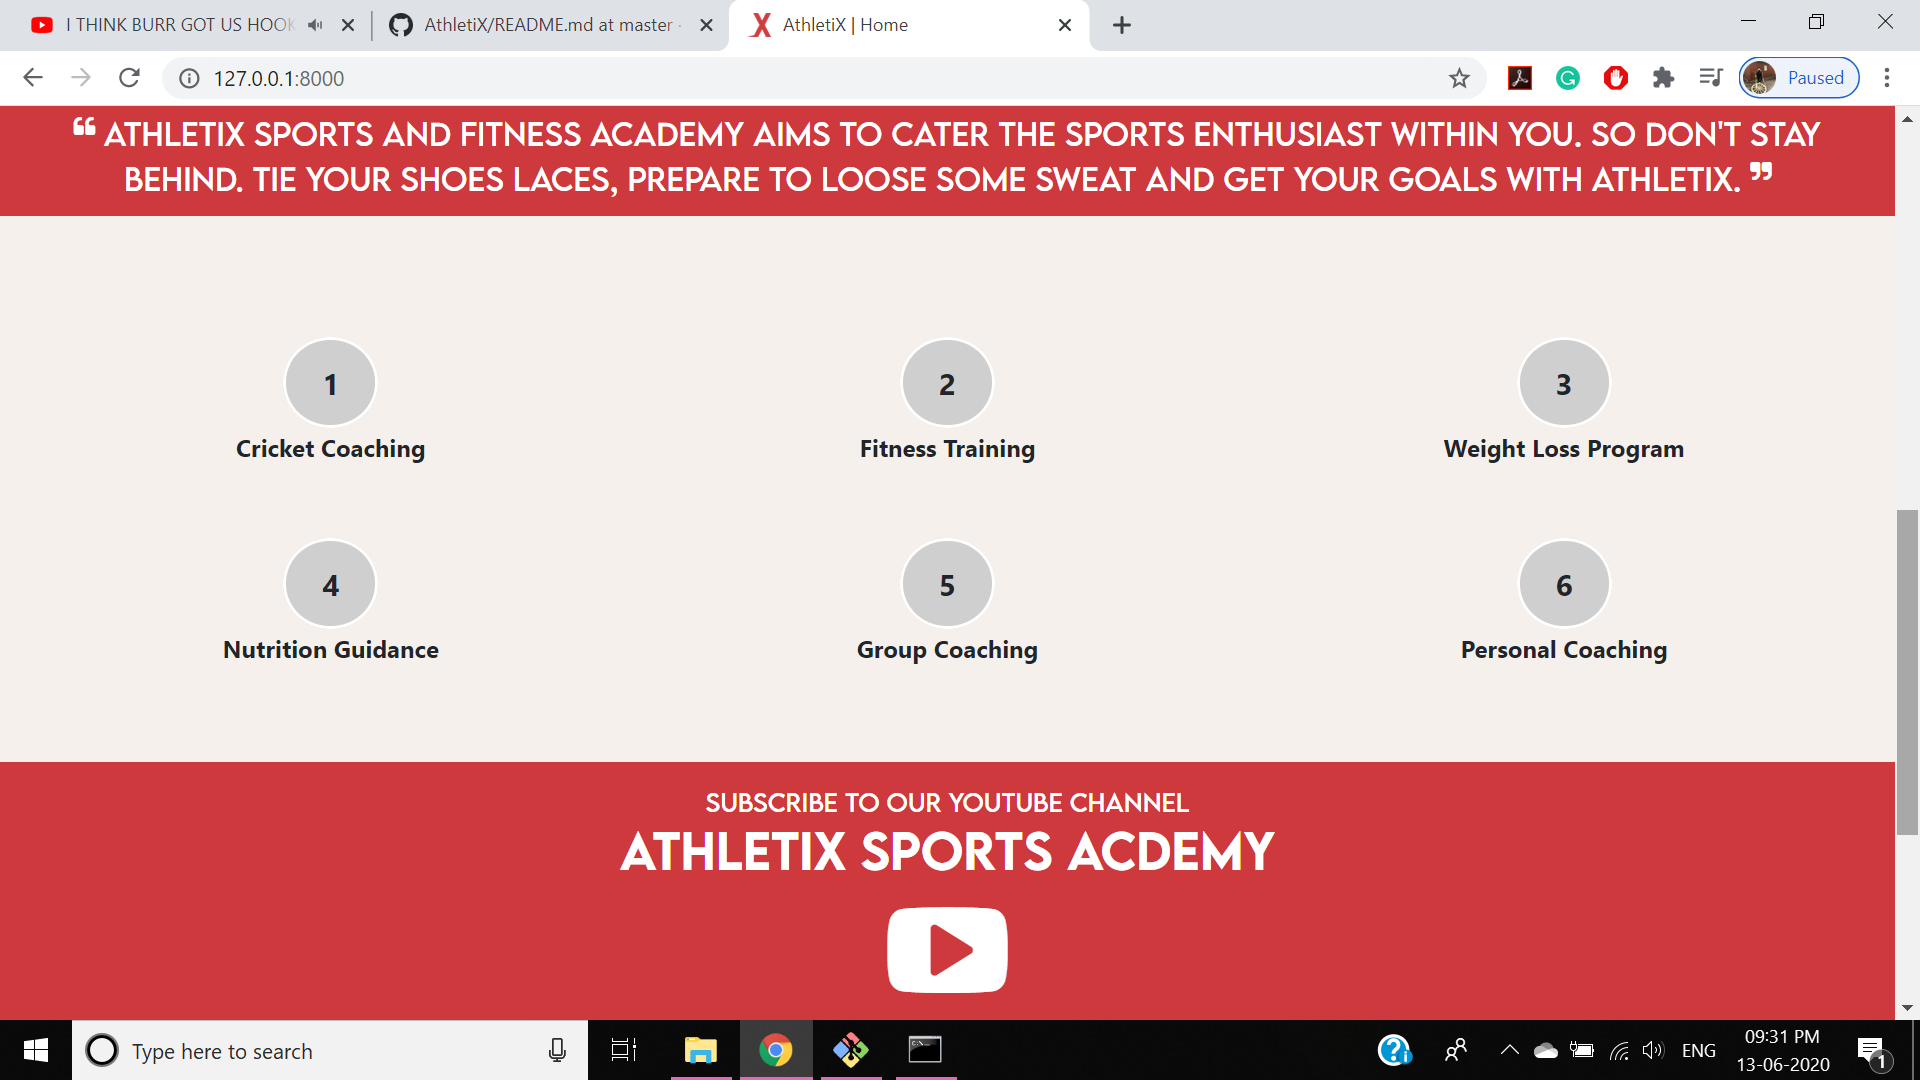 I THINK BURR GOT US HOOK
AthletiX/README.md at master
AthletiX | Home
127.0.0.1:8000
Paused
❝ ATHLETIX SPORTS AND FITNESS ACADEMY AIMS TO CATER THE SPORTS ENTHUSIAST WITHIN YOU. SO DON'T STAY
BEHIND. TIE YOUR SHOES LACES, PREPARE TO LOOSE SOME SWEAT AND GET YOUR GOALS WITH ATHLETIX. ❞
1
2
3
Cricket Coaching
Fitness Training
Weight Loss Program
4
5
6
Nutrition Guidance
Group Coaching
Personal Coaching
SUBSCRIBE TO OUR YOUTUBE CHANNEL
ATHLETIX SPORTS ACDEMY
Type here to search
ENG
09:31 PM
13-06-2020
1